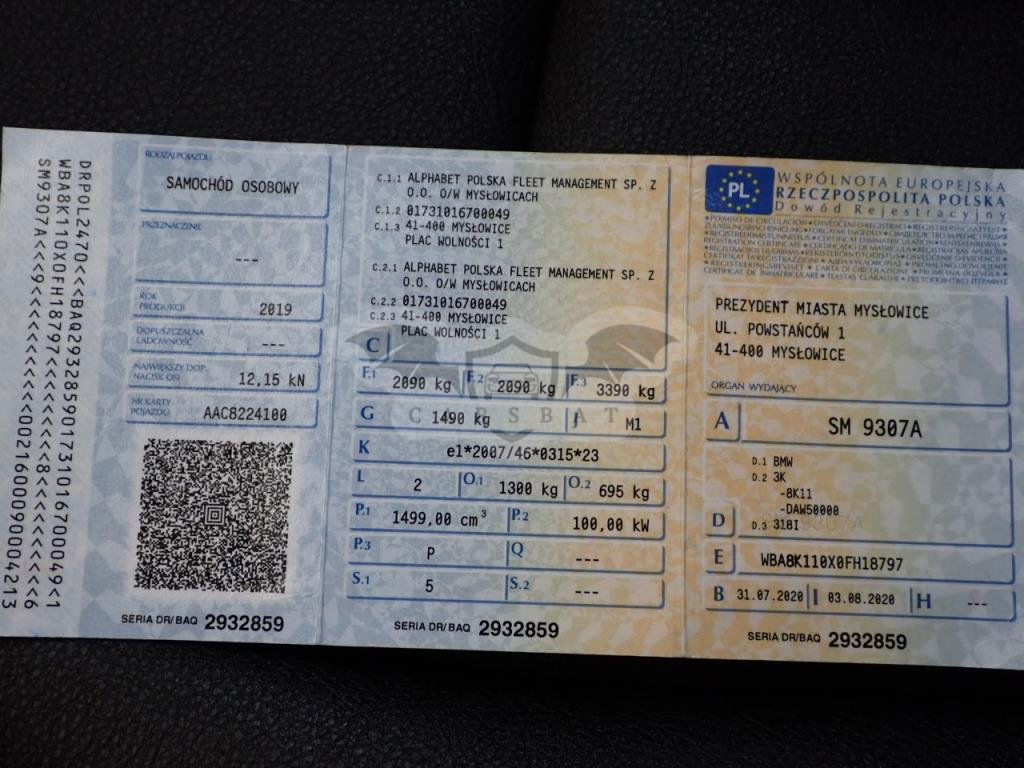 DRPOL2470<<<BAQ29328590173101670000049<1
WBA8K110X0FH18797<<<<<<8<<<<<<<<<<<<<<6
SM9307A<<<9<<<<<<<<<<<<0021600090004213
RODZAJ POJAZDU
SAMOCHÓD OSOBOWY
PRZEZNACZENIE
---
ROK PRODUKCJI 2019
DOPUSZCZALNA ŁADOWNOŚĆ ---
NAJWIĘKSZY DOP. NACISK OSI 12,15 kN
NR KARTY POJAZDU AAC8224100
SERIA DR/BAQ 2932859
C.1.1 ALPHABET POLSKA FLEET MANAGEMENT SP. Z
O.O. O/W MYSŁOWICACH
C.1.2 01731016700049
C.1.3 41-400 MYSŁOWICE
PLAC WOLNOŚCI 1
C.2.1 ALPHABET POLSKA FLEET MANAGEMENT SP. Z
O.O. O/W MYSŁOWICACH
C.2.2 01731016700049
C.2.3 41-400 MYSŁOWICE
PLAC WOLNOŚCI 1
C
F.1 2090 kg F.2 2090 kg F.3 3390 kg
G 1490 kg J M1
CARSBAT
K e1*2007/46*0315*23
L 2 O.1 1300 kg O.2 695 kg
P.1 1499,00 cm³ P.2 100,00 kW
P.3 P Q ---
S.1 5 S.2 ---
SERIA DR/BAQ 2932859
PL
WSPÓLNOTA EUROPEJSKA
RZECZPOSPOLITA POLSKA
Dowód Rejestracyjny
PREZYDENT MIASTA MYSŁOWICE
UL. POWSTAŃCÓW 1
41-400 MYSŁOWICE
ORGAN WYDAJĄCY
A SM 9307A
D.1 BMW
D.2 3K
-8K11
-DAW50000
D D.3 318I
E WBA8K110X0FH18797
B 31.07.2020 I 03.08.2020 H ---
SERIA DR/BAQ 2932859